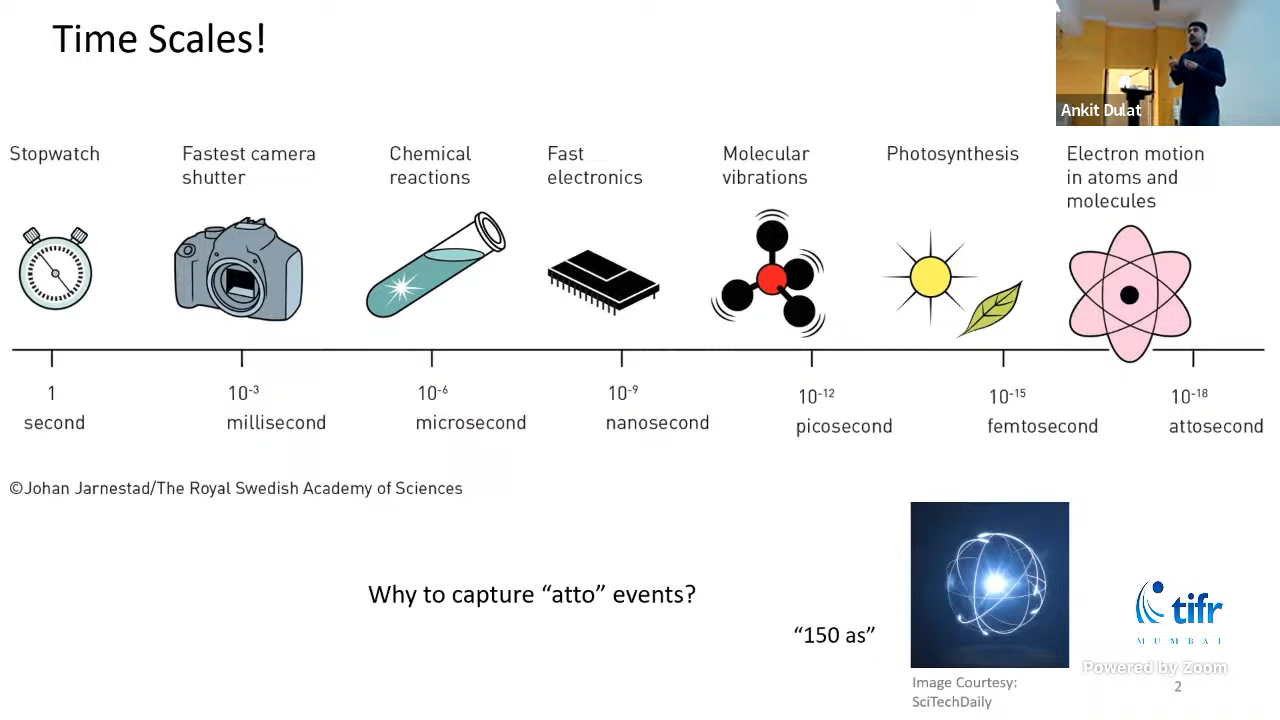 Time Scales!
Ankit Dulat
Stopwatch
Fastest camera
shutter
Chemical
reactions
Fast
electronics
Molecular
vibrations
Photosynthesis
Electron motion
in atoms and
molecules
1
second
10⁻³
millisecond
10⁻⁶
microsecond
10⁻⁹
nanosecond
10⁻¹²
picosecond
10⁻¹⁵
femtosecond
10⁻¹⁸
attosecond
©Johan Jarnestad/The Royal Swedish Academy of Sciences
Why to capture “atto” events?
“150 as”
Image Courtesy:
SciTechDaily
tifr
MUMBAI
Powered by Zoom
2